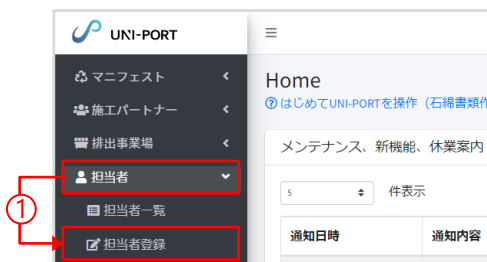 UNI-PORT
マニフェスト
施工パートナー
排出事業場
担当者
担当者一覧
担当者登録
①
Home
はじめてUNI-PORTを操作（石綿書類作
メンテナンス、新機能、休業案内
5 件表示
通知日時 通知内容